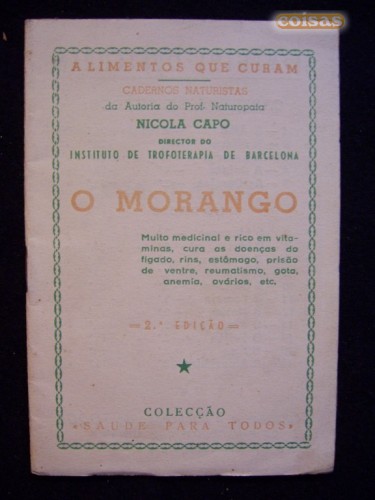 coisas
ALIMENTOS QUE CURAM
CADERNOS NATURISTAS
da Autoria do Prof. Naturopata
NICOLA CAPO
DIRECTOR DO
INSTITUTO DE TROFOTERAPIA DE BARCELONA
O MORANGO
Muito medicinal e rico em vita-
minas, cura as doenças do
fígado, rins, estômago, prisão
de ventre, reumatismo, gota,
anemia, ovários, etc.
=2.ª EDIÇÃO=
★
COLECÇÃO
«SAÚDE PARA TODOS»